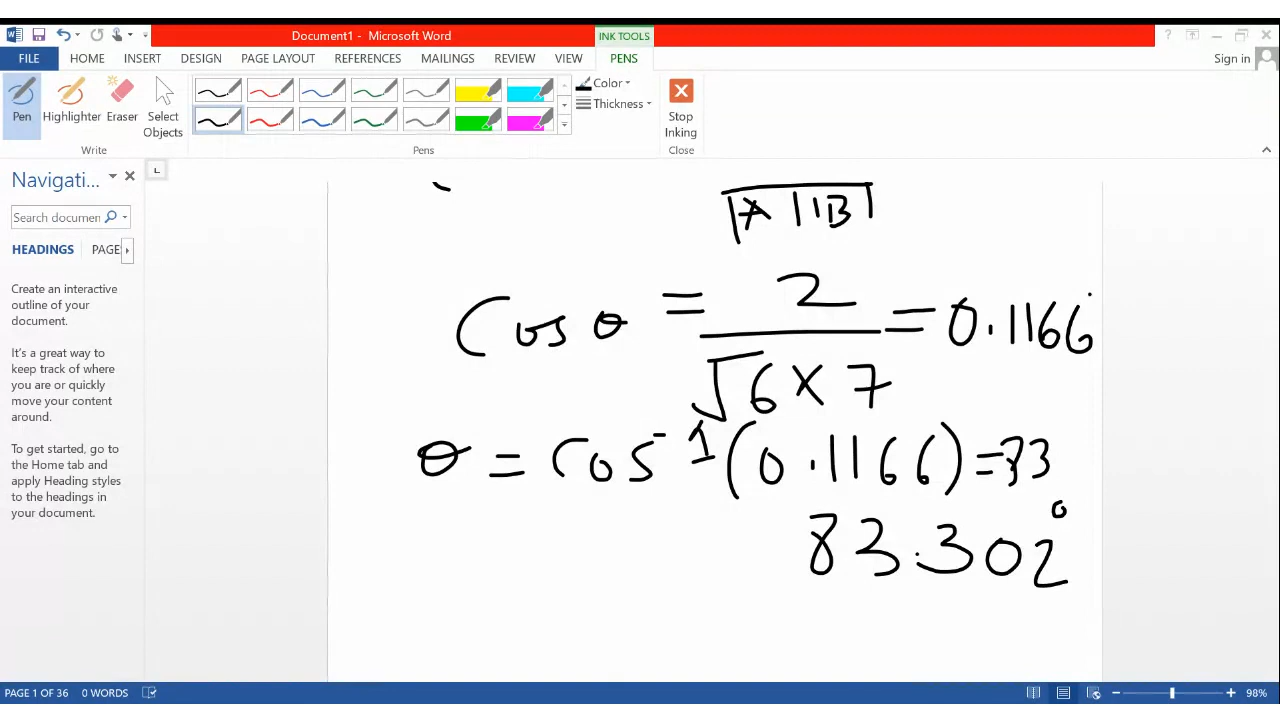 Document1 - Microsoft Word
INK TOOLS
FILE HOME INSERT DESIGN PAGE LAYOUT REFERENCES MAILINGS REVIEW VIEW PENS
Sign in
Pen Highlighter Eraser Select Objects
Color
Thickness
Stop Inking
Write Pens Close
Navigati...
Search documen
HEADINGS PAGE
Create an interactive
outline of your
document.
It's a great way to
keep track of where
you are or quickly
move your content
around.
To get started, go to
the Home tab and
apply Heading styles
to the headings in
your document.
|A||B|
Cos θ = 2 / √6 × 7 = 0.1166
θ = Cos⁻¹ (0.1166) =
83.302°
PAGE 1 OF 36 0 WORDS
98%